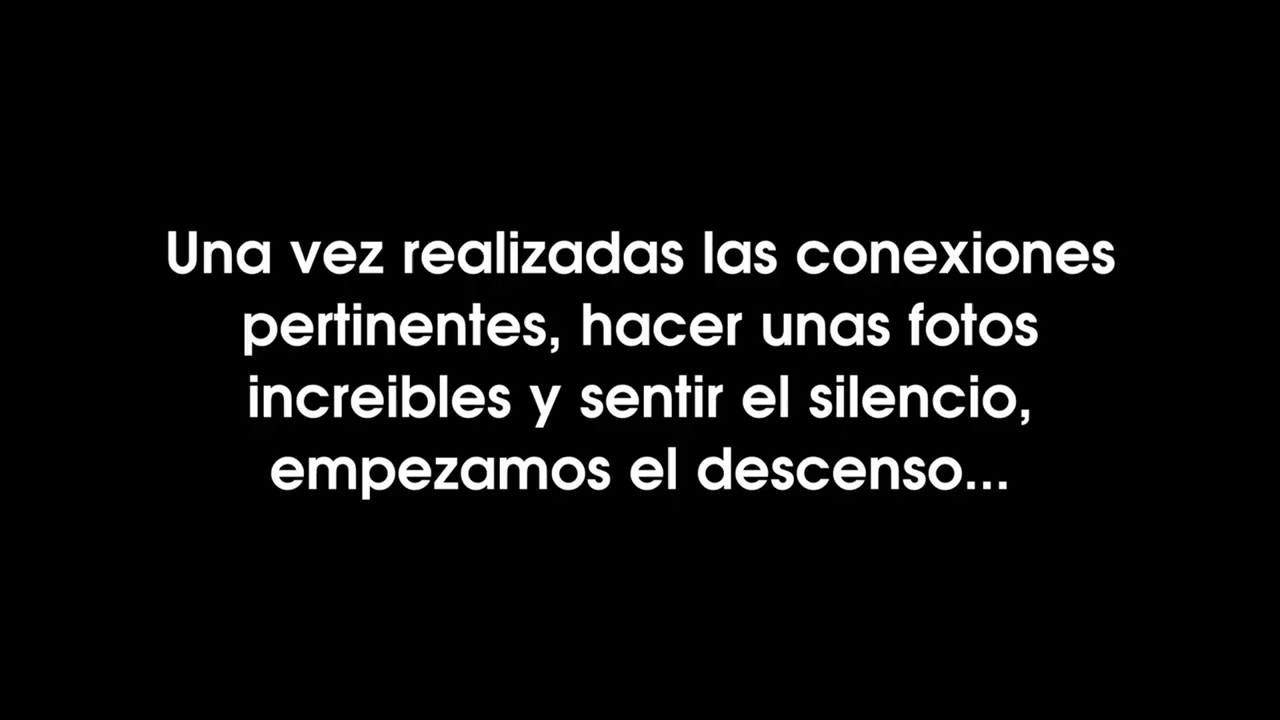 Una vez realizadas las conexiones
pertinentes, hacer unas fotos
increibles y sentir el silencio,
empezamos el descenso...